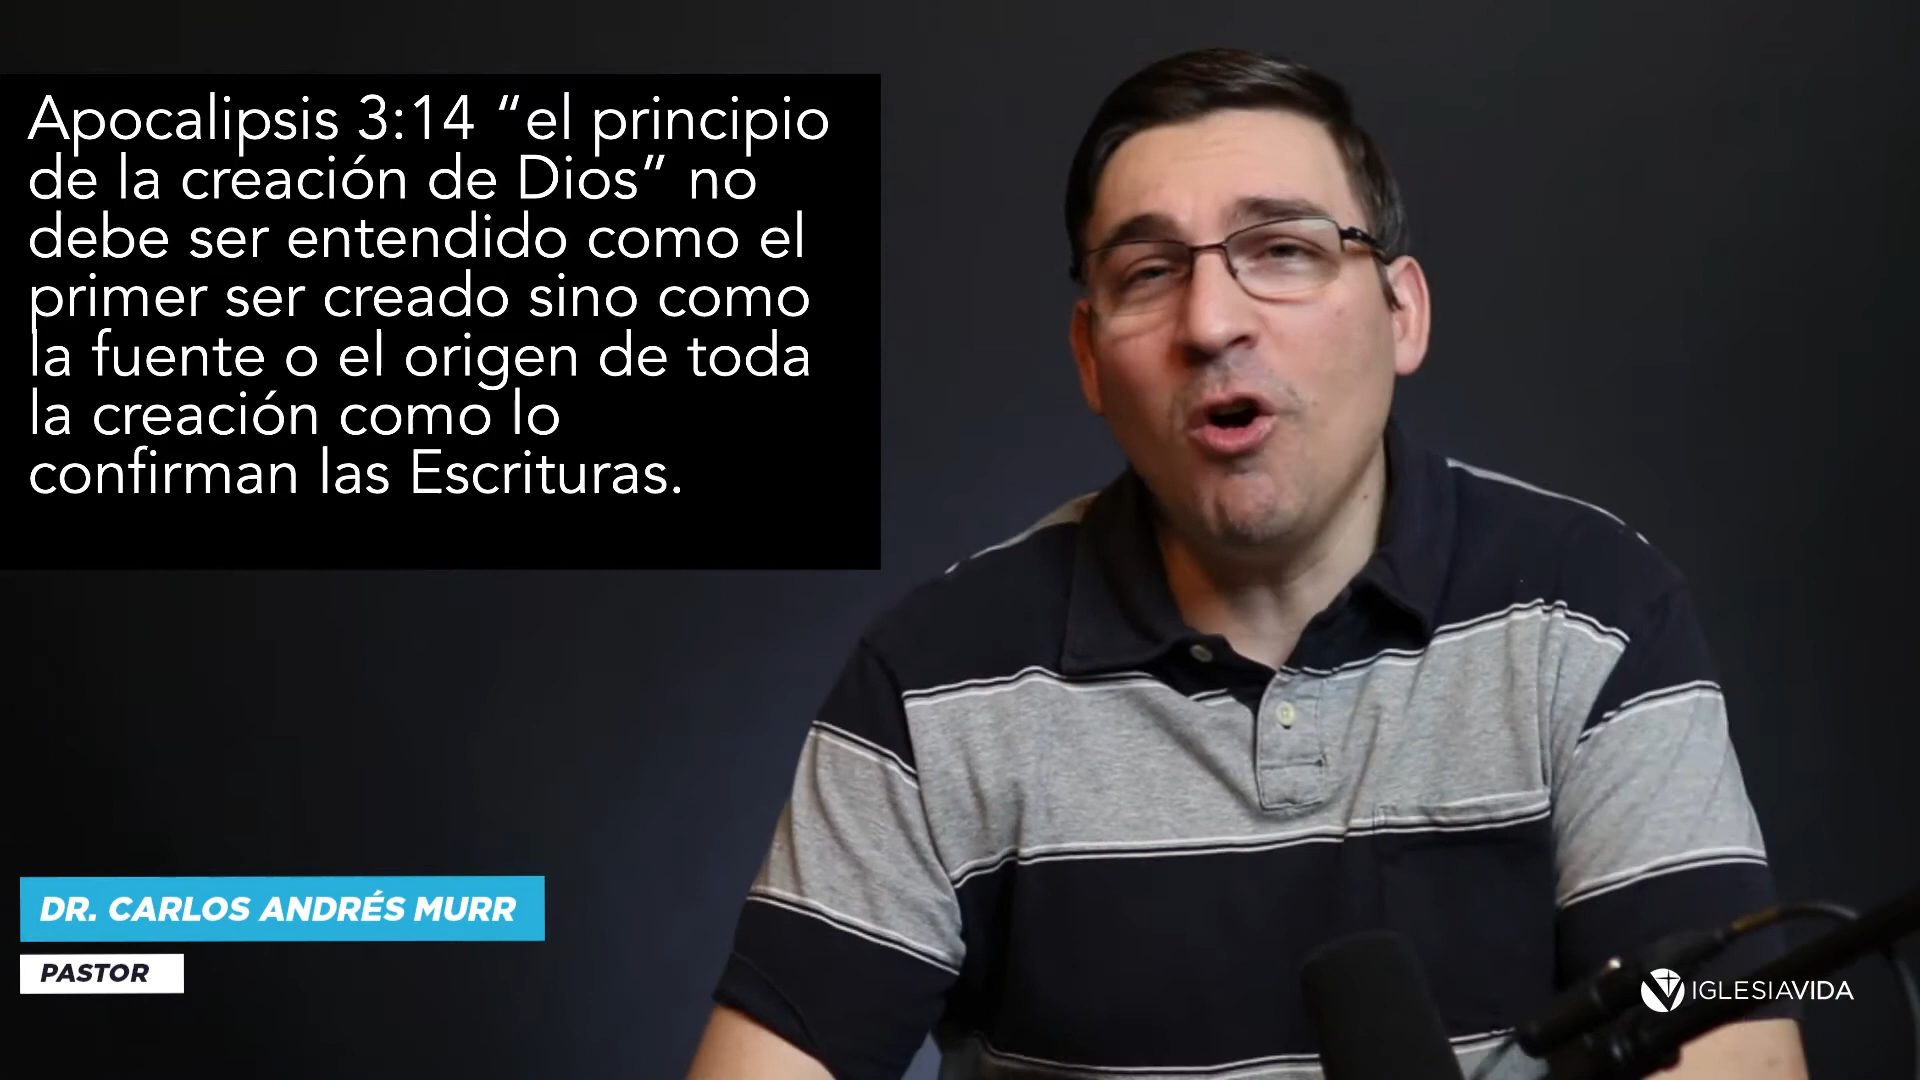 Apocalipsis 3:14 “el principio
de la creación de Dios” no
debe ser entendido como el
primer ser creado sino como
la fuente o el origen de toda
la creación como lo
confirman las Escrituras.
DR. CARLOS ANDRÉS MURR
PASTOR
IGLESIAVIDA